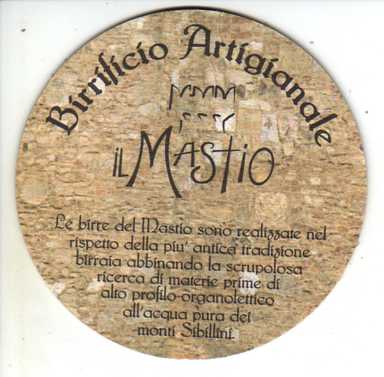 Birrificio Artigianale
il Mastio
Le birre del Mastio sono realizzate nel
rispetto della piu' antica tradizione
birraia abbinando la scrupolosa
ricerca di materie prime di
alto profilo organolettico
all'acqua pura dei
monti Sibillini.